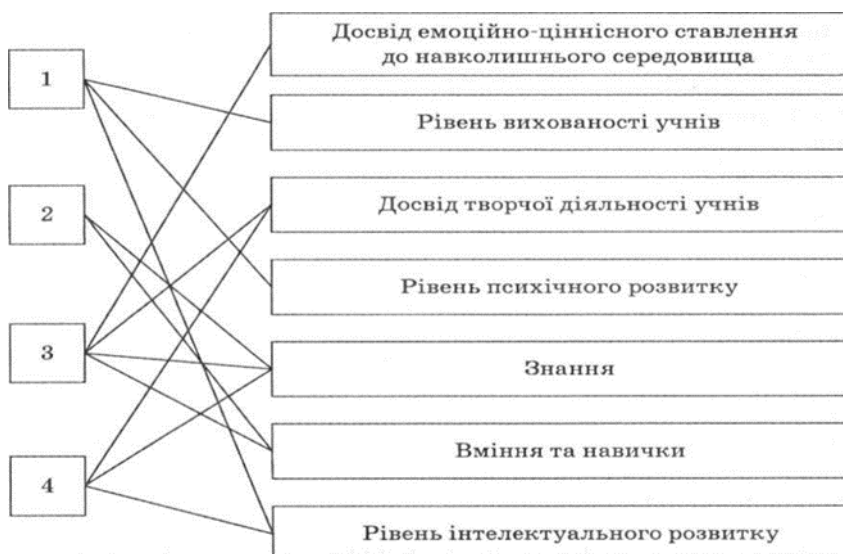 Досвід емоційно-ціннісного ставлення
до навколишнього середовища
1
Рівень вихованості учнів
Досвід творчої діяльності учнів
2
Рівень психічного розвитку
3
Знання
Вміння та навички
4
Рівень інтелектуального розвитку